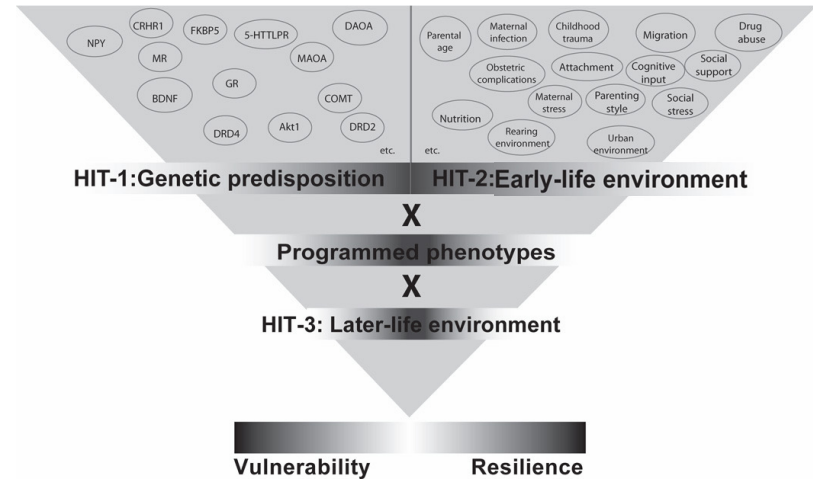 CRHR1
NPY
FKBP5
5-HTTLPR
DAOA
MR
MAOA
GR
BDNF
COMT
DRD4
Akt1
DRD2
etc.
Parental
age
Maternal
infection
Childhood
trauma
Migration
Drug
abuse
Obstetric
complications
Attachment
Cognitive
input
Social
support
Maternal
stress
Parenting
style
Social
stress
Nutrition
Rearing
environment
Urban
environment
etc.
HIT-1:Genetic predisposition
HIT-2:Early-life environment
X
Programmed phenotypes
X
HIT-3: Later-life environment
Vulnerability
Resilience